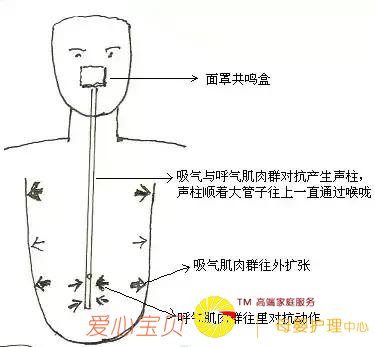 面罩共鸣盒
吸气与呼气肌肉群对抗产生声柱，
声柱顺着大管子往上一直通过喉咙
吸气肌肉群往外扩张
TM 高端家庭服务
呼气肌肉群往里对抗动作
爱心宝贝
母婴护理中心